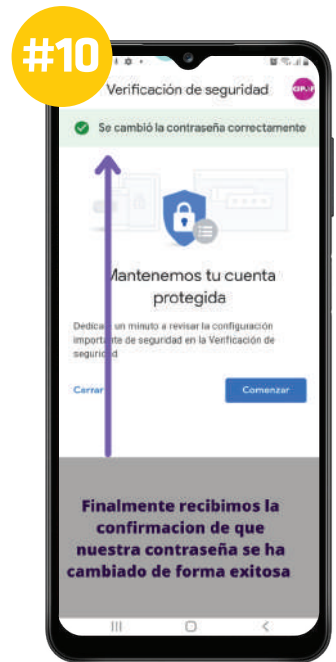 #10
Verificación de seguridad
Se cambió la contraseña correctamente
Mantenemos tu cuenta
protegida
Dedica un minuto a revisar la configuración
importante de seguridad en la Verificación de
seguridad
Cerrar
Comenzar
Finalmente recibimos la
confirmacion de que
nuestra contraseña se ha
cambiado de forma exitosa